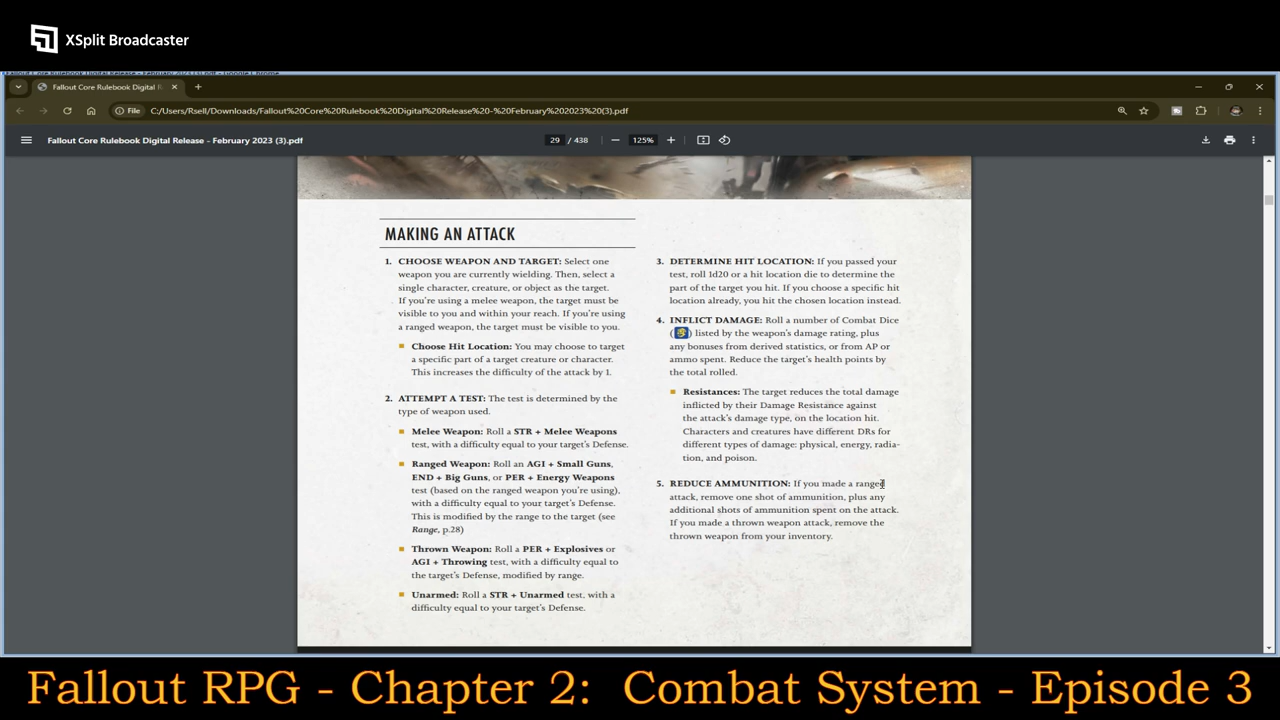 XSplit Broadcaster
Fallout Core Rulebook Digital Release - February 2023 (3).pdf - Google Chrome
Fallout Core Rulebook Digital R
File
C:/Users/Rsell/Downloads/Fallout%20Core%20Rulebook%20Digital%20Release%20-%20February%202023%20(3).pdf
Fallout Core Rulebook Digital Release - February 2023 (3).pdf
29 / 438
125%
MAKING AN ATTACK
1. CHOOSE WEAPON AND TARGET: Select one
weapon you are currently wielding. Then, select a
single character, creature, or object as the target.
If you're using a melee weapon, the target must be
visible to you and within your reach. If you're using
a ranged weapon, the target must be visible to you.
Choose Hit Location: You may choose to target
a specific part of a target creature or character.
This increases the difficulty of the attack by 1.
2. ATTEMPT A TEST: The test is determined by the
type of weapon used.
Melee Weapon: Roll a STR + Melee Weapons
test, with a difficulty equal to your target's Defense.
Ranged Weapon: Roll an AGI + Small Guns,
END + Big Guns, or PER + Energy Weapons
test (based on the ranged weapon you're using),
with a difficulty equal to your target's Defense.
This is modified by the range to the target (see
Range, p.28)
Thrown Weapon: Roll a PER + Explosives or
AGI + Throwing test, with a difficulty equal to
the target's Defense, modified by range.
Unarmed: Roll a STR + Unarmed test, with a
difficulty equal to your target's Defense.
3. DETERMINE HIT LOCATION: If you passed your
test, roll 1d20 or a hit location die to determine the
part of the target you hit. If you choose a specific hit
location already, you hit the chosen location instead.
4. INFLICT DAMAGE: Roll a number of Combat Dice
( ) listed by the weapon's damage rating, plus
any bonuses from derived statistics, or from AP or
ammo spent. Reduce the target's health points by
the total rolled.
Resistances: The target reduces the total damage
inflicted by their Damage Resistance against
the attack's damage type, on the location hit.
Characters and creatures have different DRs for
different types of damage: physical, energy, radia-
tion, and poison.
5. REDUCE AMMUNITION: If you made a ranged
attack, remove one shot of ammunition, plus any
additional shots of ammunition spent on the attack.
If you made a thrown weapon attack, remove the
thrown weapon from your inventory.
Fallout RPG - Chapter 2: Combat System - Episode 3